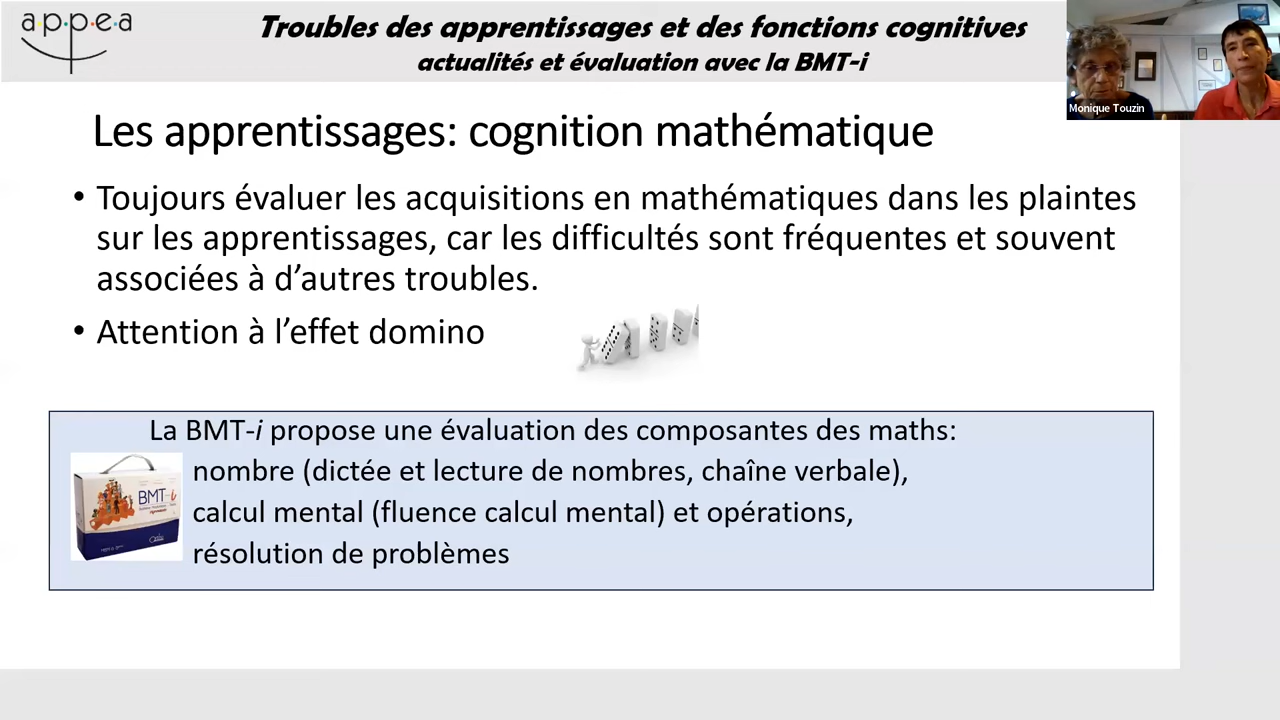 appea
Troubles des apprentissages et des fonctions cognitives
actualités et évaluation avec la BMT-i
Monique Touzin
Les apprentissages: cognition mathématique
• Toujours évaluer les acquisitions en mathématiques dans les plaintes
sur les apprentissages, car les difficultés sont fréquentes et souvent
associées à d’autres troubles.
• Attention à l’effet domino
La BMT-i propose une évaluation des composantes des maths:
nombre (dictée et lecture de nombres, chaîne verbale),
calcul mental (fluence calcul mental) et opérations,
résolution de problèmes
BMT-i